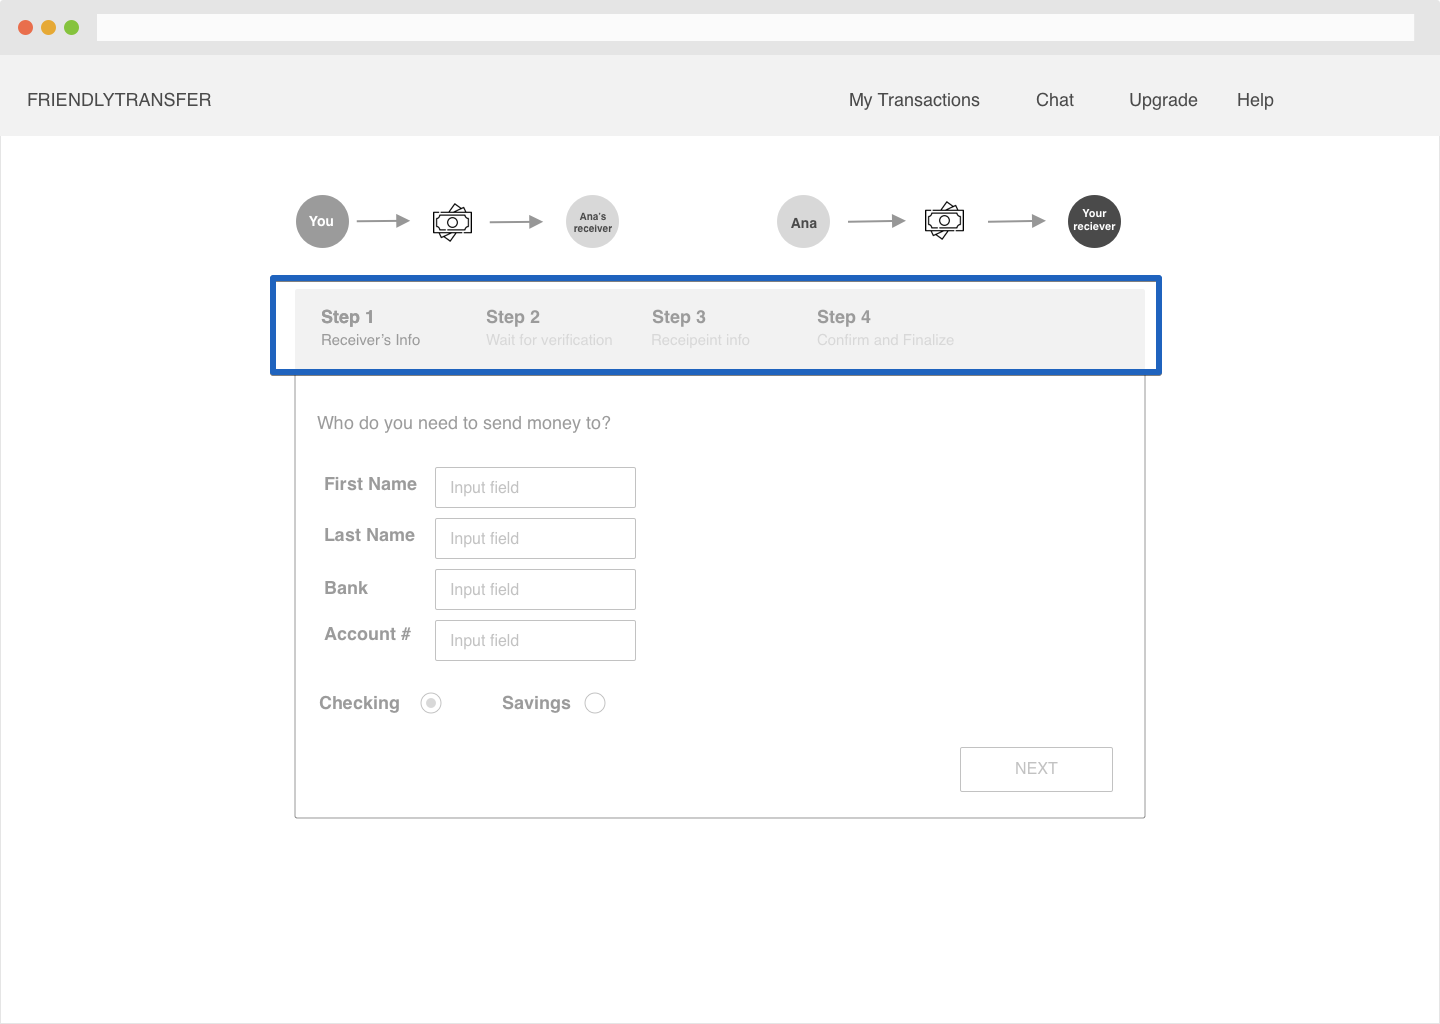 FRIENDLYTRANSFER
My Transactions
Chat
Upgrade
Help
You
Ana's
receiver
Ana
Your
reciever
Step 1
Receiver's Info
Step 2
Wait for verification
Step 3
Receipeint info
Step 4
Confirm and Finalize
Who do you need to send money to?
First Name
Input field
Last Name
Input field
Bank
Input field
Account #
Input field
Checking
Savings
NEXT